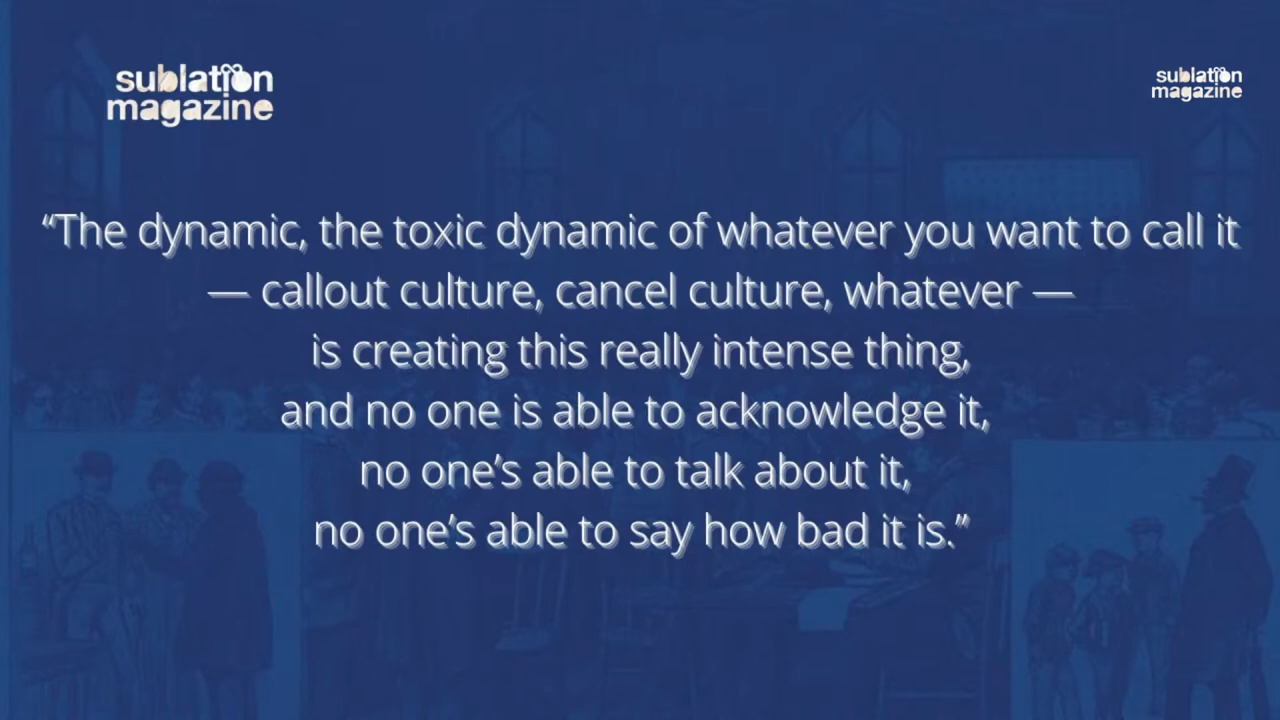 sublation
magazine
sublation
magazine
“The dynamic, the toxic dynamic of whatever you want to call it
— callout culture, cancel culture, whatever —
is creating this really intense thing,
and no one is able to acknowledge it,
no one’s able to talk about it,
no one’s able to say how bad it is.”